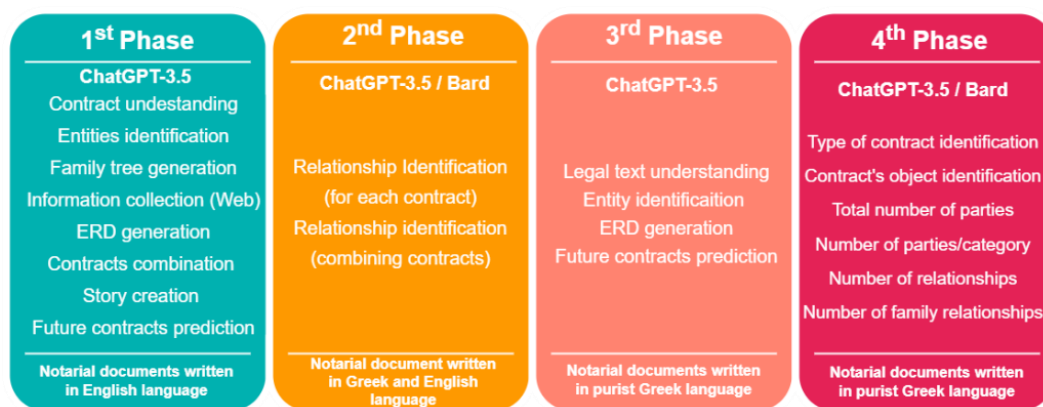 1st Phase
ChatGPT-3.5
Contract undestanding
Entities identification
Family tree generation
Information collection (Web)
ERD generation
Contracts combination
Story creation
Future contracts prediction
Notarial documents written
in English language
2nd Phase
ChatGPT-3.5 / Bard
Relationship Identification
(for each contract)
Relationship identification
(combining contracts)
Notarial document written
in Greek and English
language
3rd Phase
ChatGPT-3.5
Legal text understanding
Entity identificaition
ERD generation
Future contracts prediction
Notarial documents written
in purist Greek language
4th Phase
ChatGPT-3.5 / Bard
Type of contract identification
Contract's object identification
Total number of parties
Number of parties/category
Number of relationships
Number of family relationships
Notarial documents written
in purist Greek language